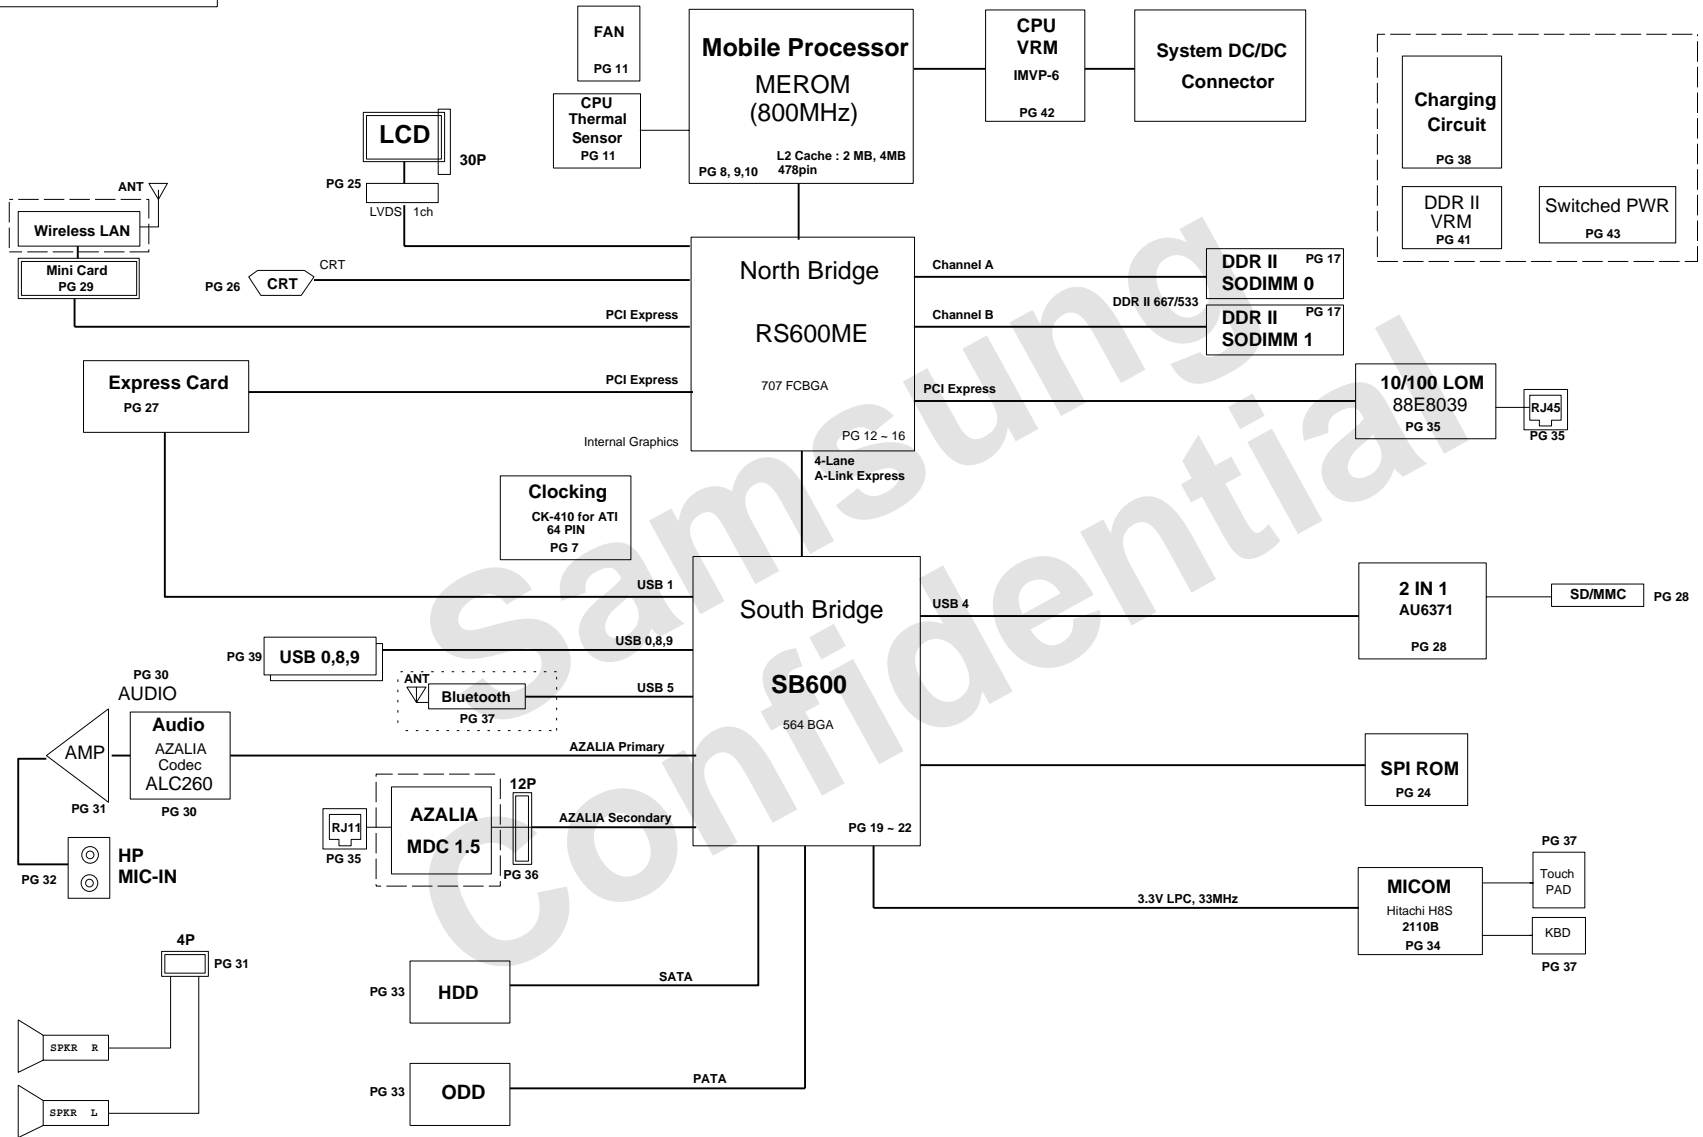 FAN
PG 11
Mobile Processor
MEROM
(800MHz)
L2 Cache : 2 MB, 4MB
478pin
PG 8, 9,10
CPU
VRM
IMVP-6
PG 42
System DC/DC
Connector
Charging
Circuit
PG 38
DDR II
VRM
PG 41
Switched PWR
PG 43
CPU
Thermal
Sensor
PG 11
LCD
30P
PG 25
LVDS 1ch
ANT
Wireless LAN
Mini Card
PG 29
PG 26
CRT
CRT
PCI Express
North Bridge
RS600ME
707 FCBGA
PG 12 ~ 16
Channel A
DDR II PG 17
SODIMM 0
DDR II 667/533
Channel B
DDR II PG 17
SODIMM 1
Express Card
PG 27
PCI Express
PCI Express
10/100 LOM
88E8039
PG 35
RJ45
PG 35
Internal Graphics
4-Lane
A-Link Express
Clocking
CK-410 for ATI
64 PIN
PG 7
USB 1
South Bridge
SB600
564 BGA
PG 19 ~ 22
USB 4
2 IN 1
AU6371
PG 28
SD/MMC
PG 28
PG 39
USB 0,8,9
USB 0,8,9
ANT
Bluetooth
PG 37
USB 5
PG 30
AUDIO
AMP
PG 31
Audio
AZALIA
Codec
ALC260
PG 30
AZALIA Primary
SPI ROM
PG 24
RJ11
PG 35
AZALIA
MDC 1.5
12P
PG 36
AZALIA Secondary
PG 32
HP
MIC-IN
3.3V LPC, 33MHz
MICOM
Hitachi H8S
2110B
PG 34
PG 37
Touch
PAD
KBD
PG 37
4P
PG 31
SPKR R
SPKR L
PG 33
HDD
SATA
PG 33
ODD
PATA
Samsung
Confidential